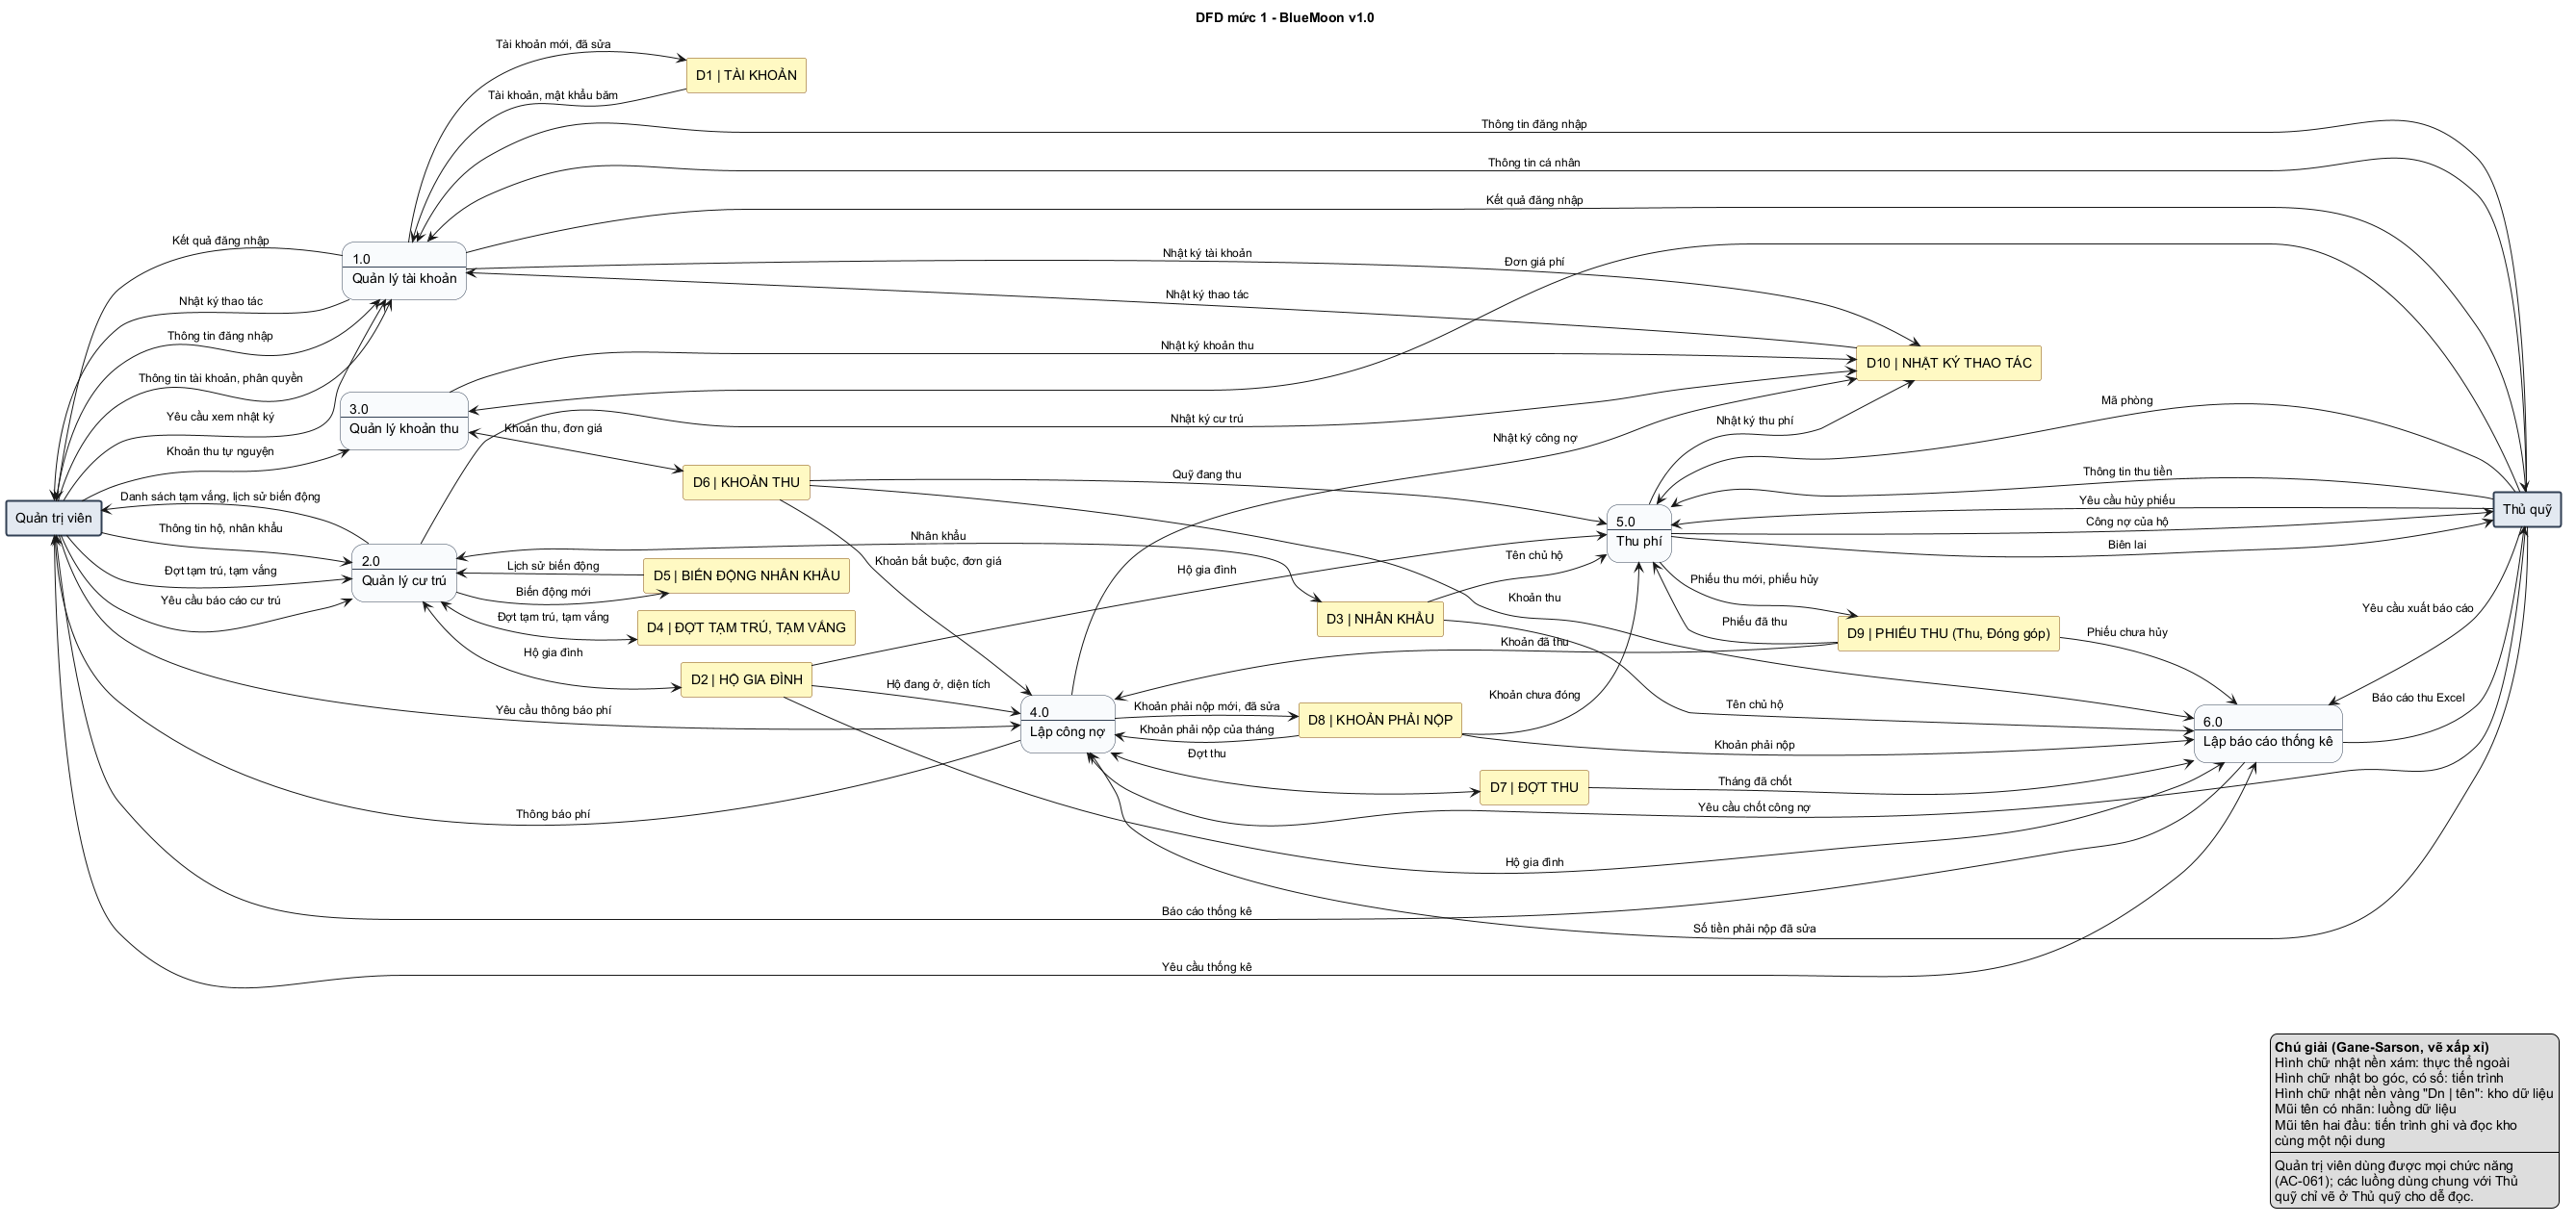 DFD mức 1 - BlueMoon v1.0
Tài khoản mới, đã sửa
D1 | TÀI KHOẢN
Tài khoản, mật khẩu băm
Thông tin đăng nhập
Thông tin cá nhân
Kết quả đăng nhập
Kết quả đăng nhập
1.0
Quản lý tài khoản
Nhật ký tài khoản
Đơn giá phí
Nhật ký thao tác
Nhật ký thao tác
Thông tin đăng nhập
Nhật ký khoản thu
D10 | NHẬT KÝ THAO TÁC
Thông tin tài khoản, phân quyền
Yêu cầu xem nhật ký
3.0
Quản lý khoản thu
Khoản thu, đơn giá
Nhật ký cư trú
Nhật ký công nợ
Nhật ký thu phí
Mã phòng
Khoản thu tự nguyện
D6 | KHOẢN THU
Quỹ đang thu
Thông tin thu tiền
Danh sách tạm vắng, lịch sử biến động
Yêu cầu hủy phiếu
Quản trị viên
Thủ quỹ
Thông tin hộ, nhân khẩu
5.0
Thu phí
Công nợ của hộ
Biên lai
Nhân khẩu
Tên chủ hộ
2.0
Quản lý cư trú
Khoản bắt buộc, đơn giá
Lịch sử biến động
D5 | BIẾN ĐỘNG NHÂN KHẨU
Đợt tạm trú, tạm vắng
Hộ gia đình
Phiếu thu mới, phiếu hủy
Biến động mới
Yêu cầu báo cáo cư trú
Khoản thu
Yêu cầu xuất báo cáo
Đợt tạm trú, tạm vắng
D4 | ĐỢT TẠM TRÚ, TẠM VẮNG
D3 | NHÂN KHẨU
Phiếu đã thu
D9 | PHIẾU THU (Thu, Đóng góp)
Phiếu chưa hủy
Khoản đã thu
Hộ gia đình
D2 | HỘ GIA ĐÌNH
Hộ đang ở, diện tích
Khoản chưa đóng
Tên chủ hộ
Báo cáo thu Excel
Yêu cầu thông báo phí
4.0
Lập công nợ
Khoản phải nộp mới, đã sửa
D8 | KHOẢN PHẢI NỘP
Khoản phải nộp của tháng
Khoản phải nộp
6.0
Lập báo cáo thống kê
Đợt thu
D7 | ĐỢT THU
Tháng đã chốt
Yêu cầu chốt công nợ
Thông báo phí
Hộ gia đình
Báo cáo thống kê
Số tiền phải nộp đã sửa
Yêu cầu thống kê
Chú giải (Gane-Sarson, vẽ xấp xỉ)
Hình chữ nhật nền xám: thực thể ngoài
Hình chữ nhật bo góc, có số: tiến trình
Hình chữ nhật nền vàng "Dn | tên": kho dữ liệu
Mũi tên có nhãn: luồng dữ liệu
Mũi tên hai đầu: tiến trình ghi và đọc kho
cùng một nội dung
Quản trị viên dùng được mọi chức năng
(AC-061); các luồng dùng chung với Thủ
quỹ chỉ vẽ ở Thủ quỹ cho dễ đọc.